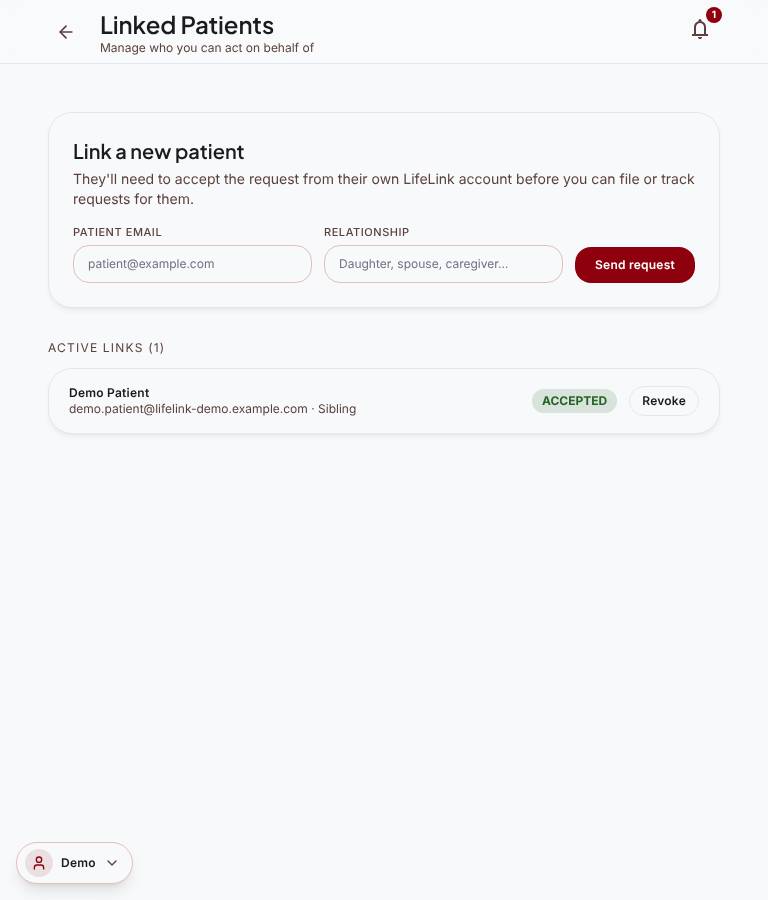 Linked Patients
Manage who you can act on behalf of
1
Link a new patient
They'll need to accept the request from their own LifeLink account before you can file or track
requests for them.
PATIENT EMAIL
RELATIONSHIP
patient@example.com
Daughter, spouse, caregiver...
Send request
ACTIVE LINKS (1)
Demo Patient
demo.patient@lifelink-demo.example.com · Sibling
ACCEPTED
Revoke
Demo